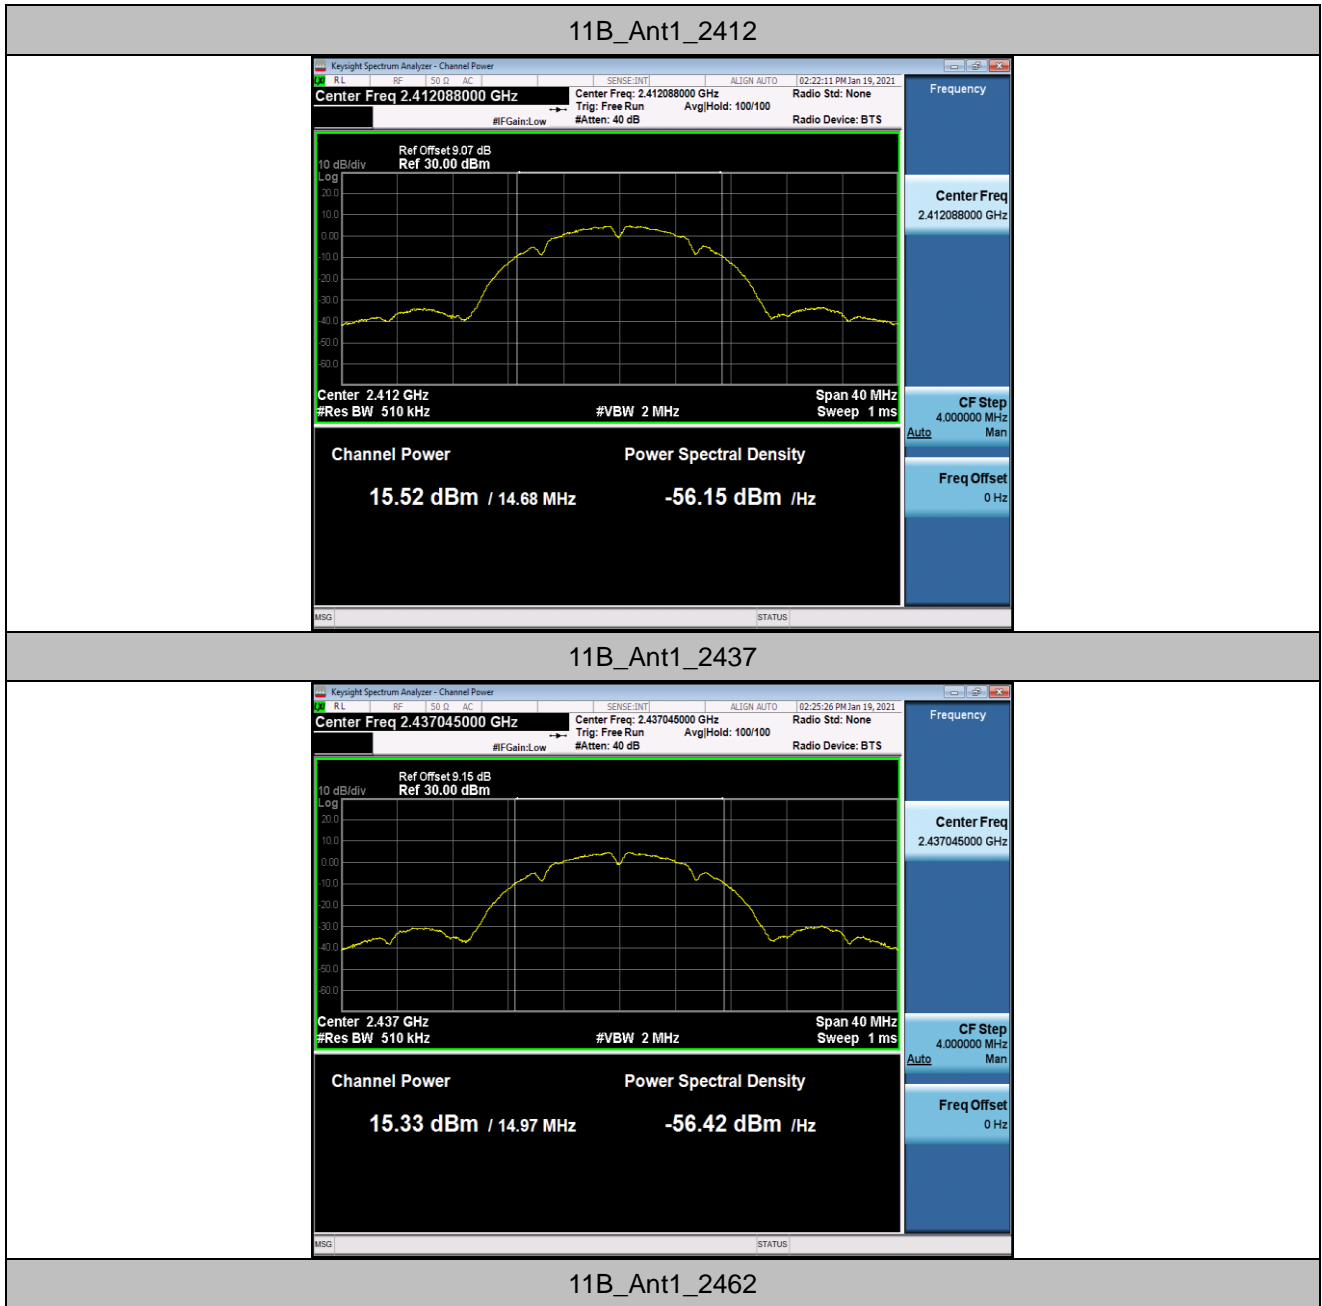 11B_Ant1_2412
Keysight Spectrum Analyzer - Channel Power
RL RF 50 Ω AC SENSE:INT ALIGN AUTO 02:22:11 PM Jan 19, 2021
Center Freq 2.412088000 GHz Center Freq: 2.412088000 GHz Radio Std: None
Trig: Free Run Avg|Hold: 100/100
#IFGain:Low #Atten: 40 dB Radio Device: BTS
Frequency
Ref Offset 9.07 dB
10 dB/div Ref 30.00 dBm
Log
20.0
10.0
0.00
-10.0
-20.0
-30.0
-40.0
-50.0
-60.0
Center Freq
2.412088000 GHz
Center 2.412 GHz Span 40 MHz
#Res BW 510 kHz #VBW 2 MHz Sweep 1 ms
CF Step
4.000000 MHz
Auto Man
Channel Power Power Spectral Density
15.52 dBm / 14.68 MHz -56.15 dBm /Hz
Freq Offset
0 Hz
MSG STATUS
11B_Ant1_2437
Keysight Spectrum Analyzer - Channel Power
RL RF 50 Ω AC SENSE:INT ALIGN AUTO 02:25:26 PM Jan 19, 2021
Center Freq 2.437045000 GHz Center Freq: 2.437045000 GHz Radio Std: None
Trig: Free Run Avg|Hold: 100/100
#IFGain:Low #Atten: 40 dB Radio Device: BTS
Frequency
Ref Offset 9.15 dB
10 dB/div Ref 30.00 dBm
Log
20.0
10.0
0.00
-10.0
-20.0
-30.0
-40.0
-50.0
-60.0
Center Freq
2.437045000 GHz
Center 2.437 GHz Span 40 MHz
#Res BW 510 kHz #VBW 2 MHz Sweep 1 ms
CF Step
4.000000 MHz
Auto Man
Channel Power Power Spectral Density
15.33 dBm / 14.97 MHz -56.42 dBm /Hz
Freq Offset
0 Hz
MSG STATUS
11B_Ant1_2462